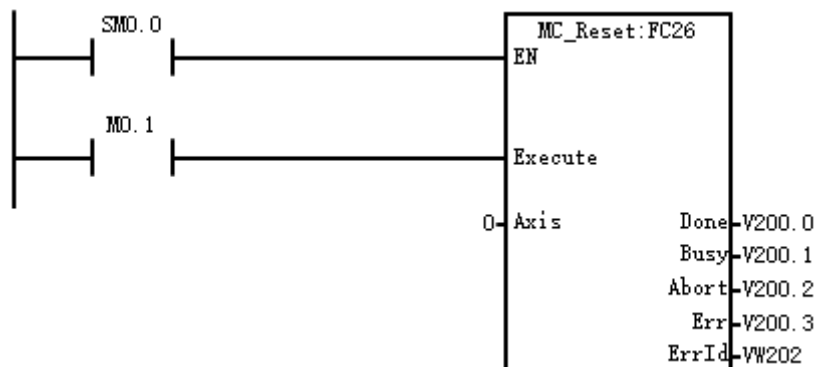 SM0.0
MC_Reset:FC26
EN
M0.1
Execute
0 Axis Done V200.0
Busy V200.1
Abort V200.2
Err V200.3
ErrId VW202